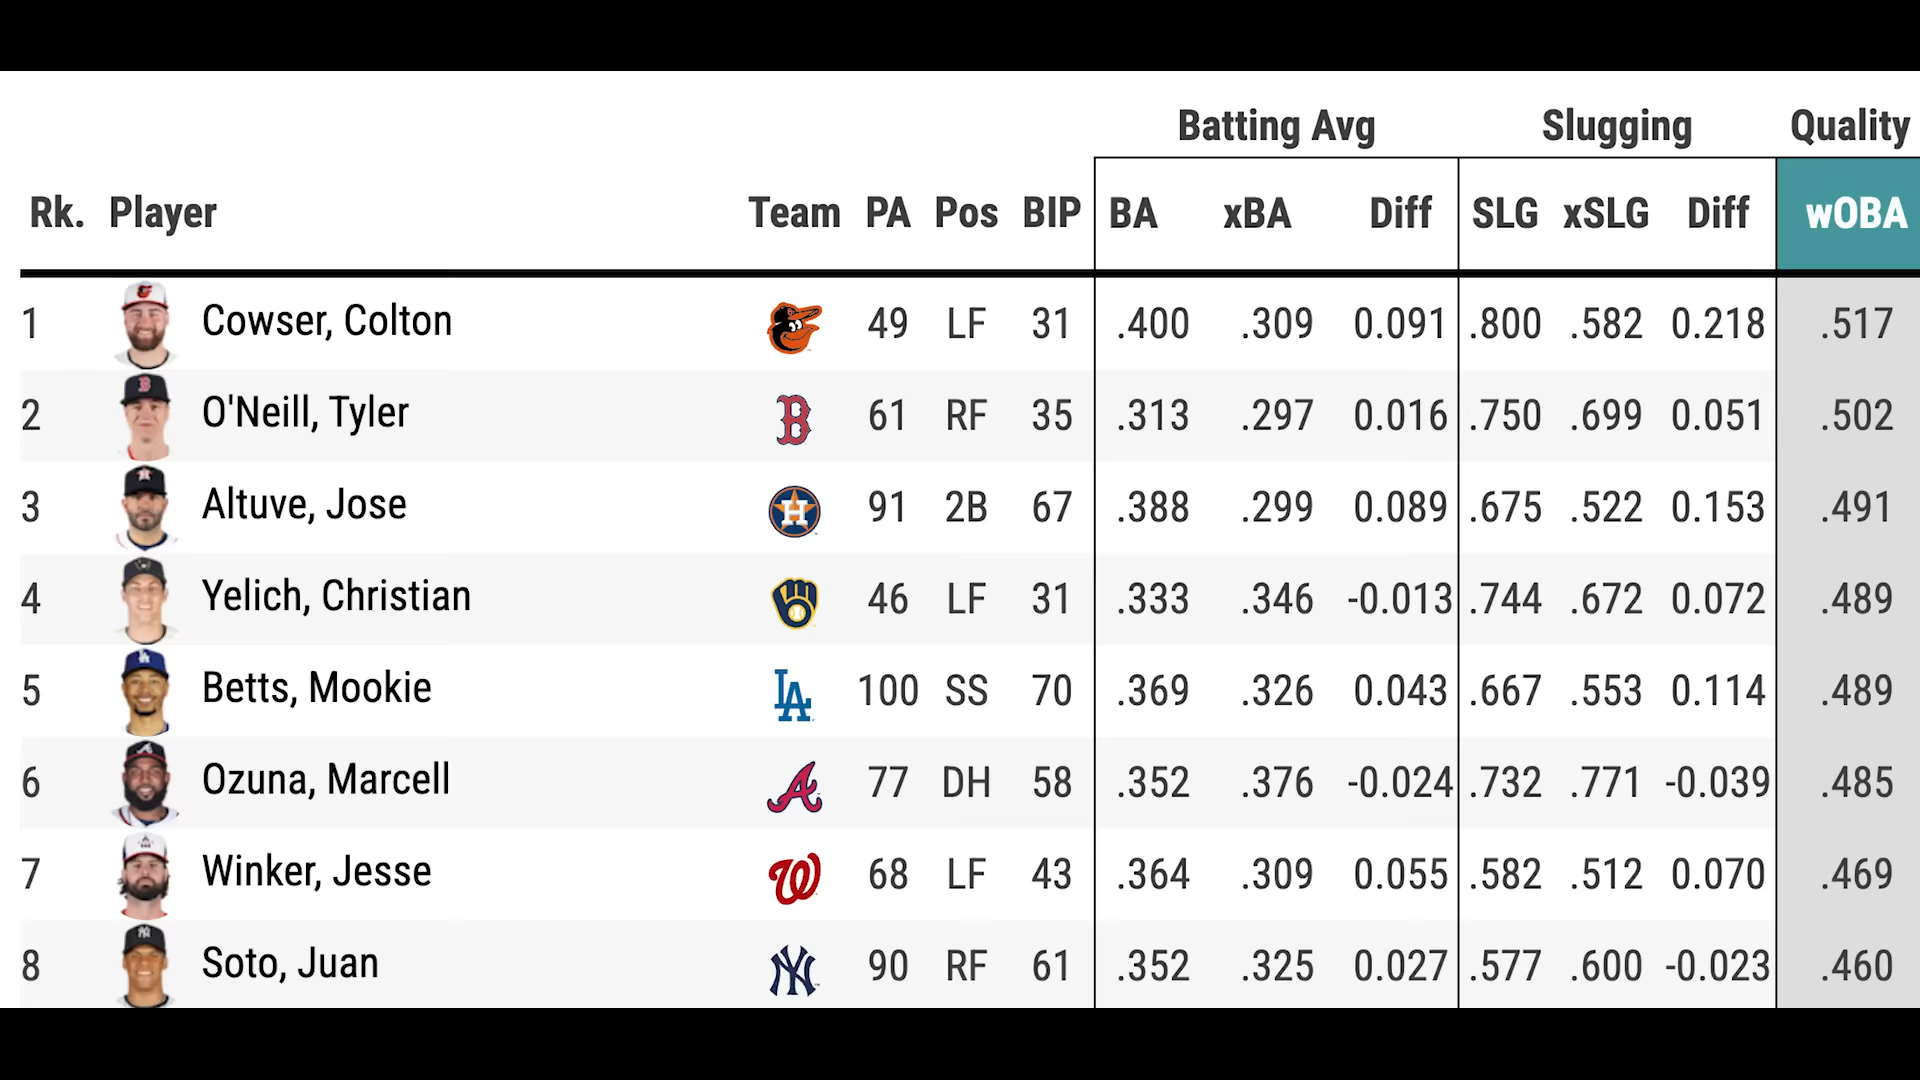 Batting Avg Slugging Quality
Rk. Player Team PA Pos BIP BA xBA Diff SLG xSLG Diff wOBA
1 Cowser, Colton 49 LF 31 .400 .309 0.091 .800 .582 0.218 .517
2 O'Neill, Tyler B 61 RF 35 .313 .297 0.016 .750 .699 0.051 .502
3 Altuve, Jose H 91 2B 67 .388 .299 0.089 .675 .522 0.153 .491
4 Yelich, Christian 46 LF 31 .333 .346 -0.013 .744 .672 0.072 .489
5 Betts, Mookie LA 100 SS 70 .369 .326 0.043 .667 .553 0.114 .489
6 Ozuna, Marcell A 77 DH 58 .352 .376 -0.024 .732 .771 -0.039 .485
7 Winker, Jesse W 68 LF 43 .364 .309 0.055 .582 .512 0.070 .469
8 Soto, Juan NY 90 RF 61 .352 .325 0.027 .577 .600 -0.023 .460